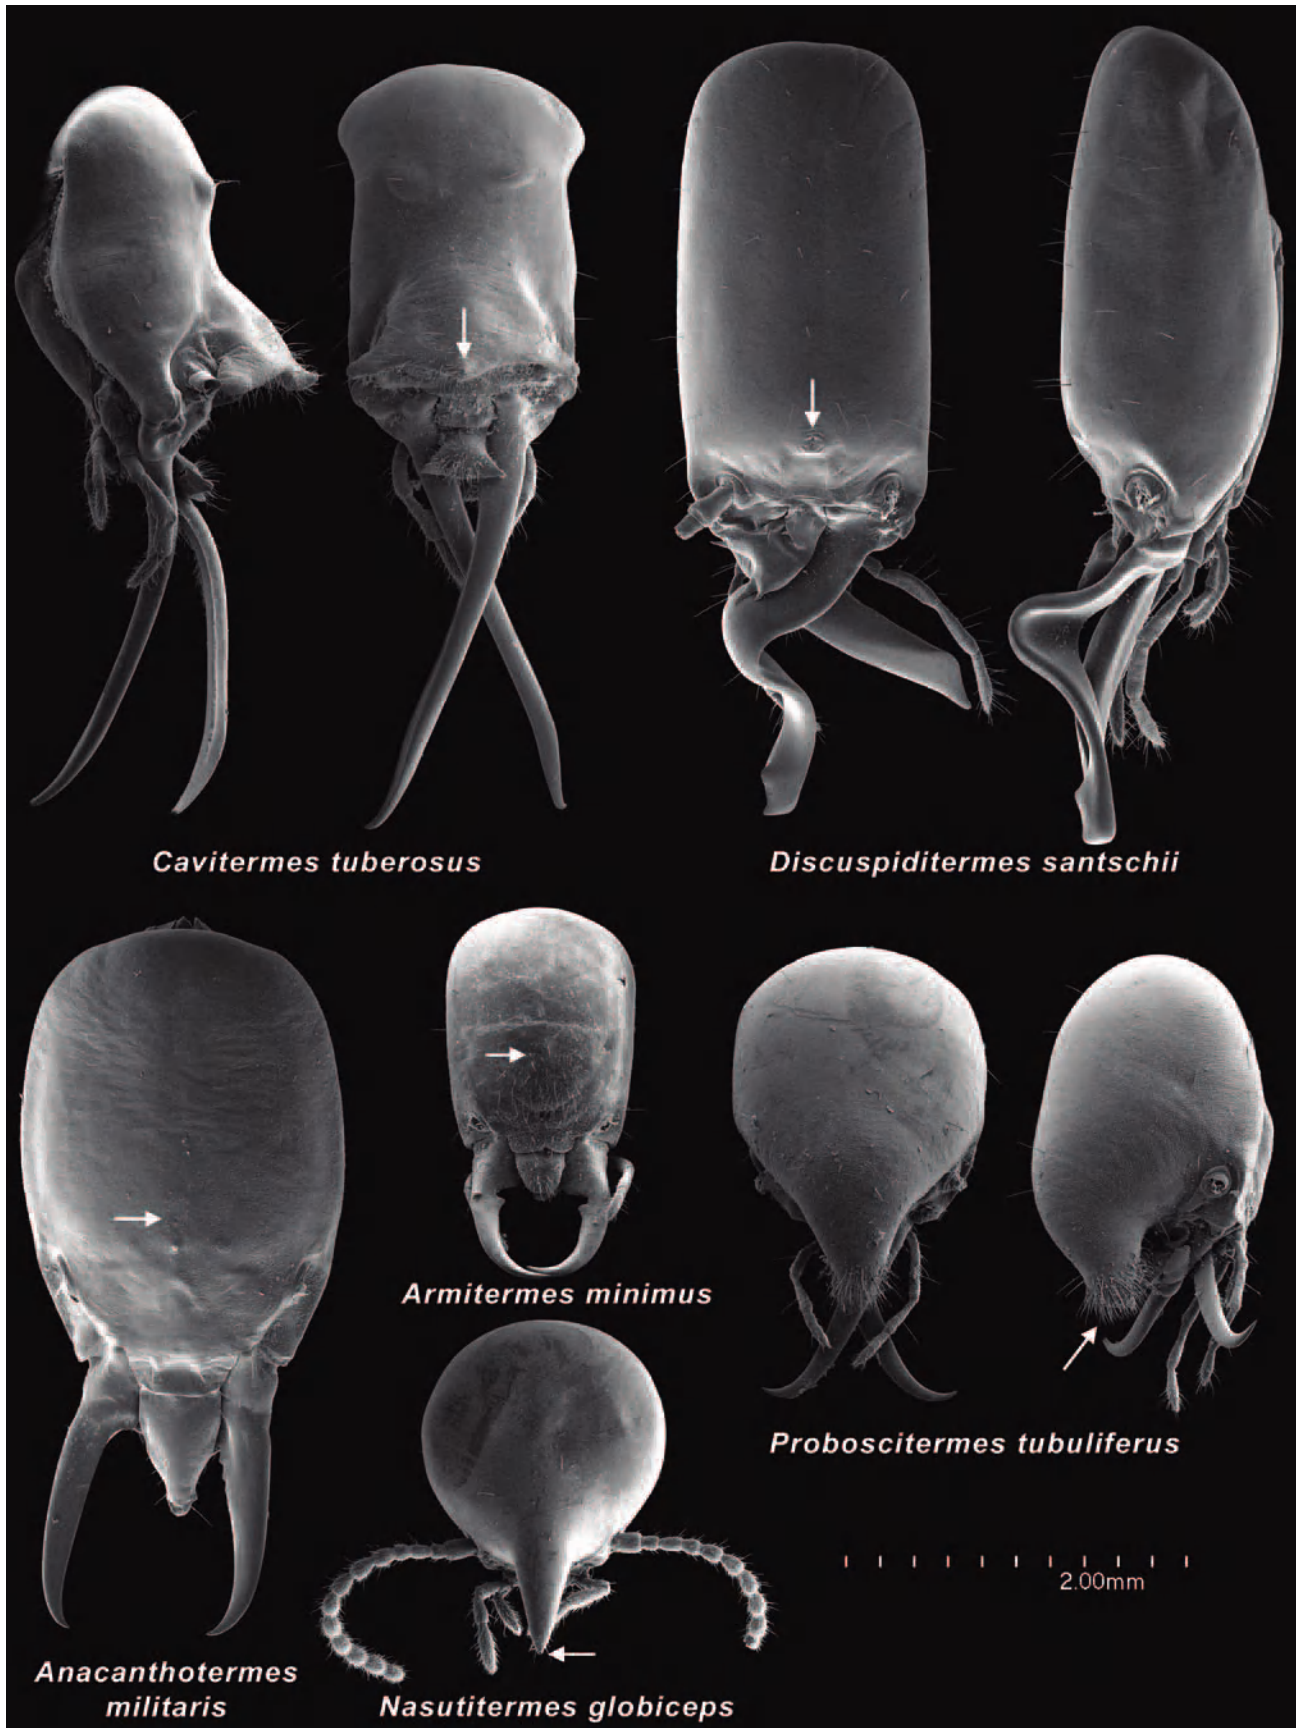 Cavitermes tuberosus
Discuspiditermes santschii
Armitermes minimus
Proboscitermes tubuliferus
2.00mm
Anacanthotermes
militaris
Nasutitermes globiceps